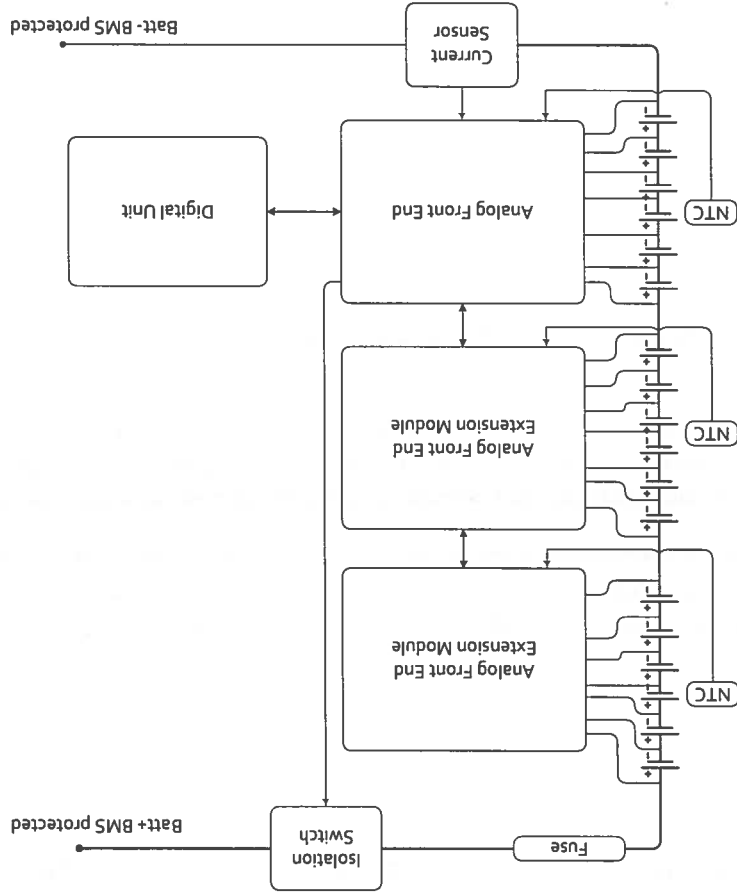 Fuse
Isolation
Switch
Batt+ BMS protected
NTC
Analog Front End
Extension Module
NTC
Analog Front End
Extension Module
NTC
Analog Front End
Digital Unit
Current
Sensor
Batt- BMS protected